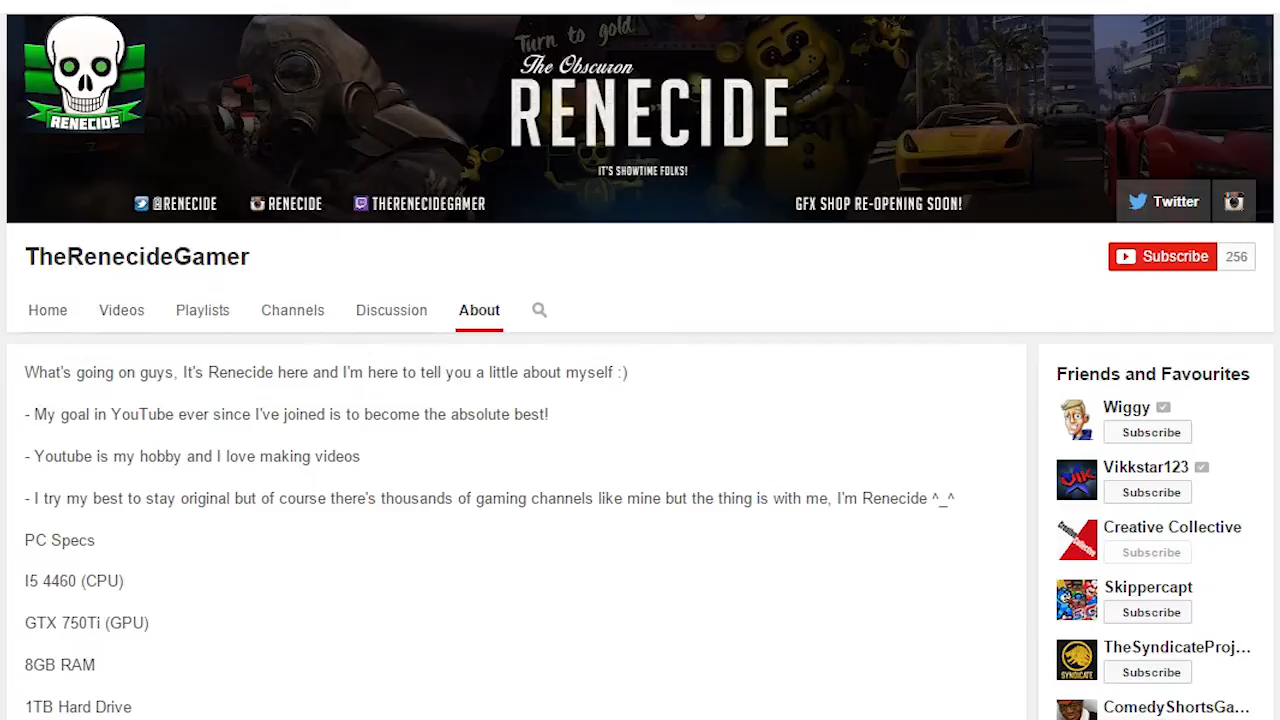 Turn to gold
The Obscuron
RENECIDE
RENECIDE
IT'S SHOWTIME FOLKS!
@RENECIDE
RENECIDE
THERENECIDEGAMER
GFX SHOP RE-OPENING SOON!
Twitter
TheRenecideGamer
Subscribe 256
Home Videos Playlists Channels Discussion About
What's going on guys, It's Renecide here and I'm here to tell you a little about myself :)
- My goal in YouTube ever since I've joined is to become the absolute best!
- Youtube is my hobby and I love making videos
- I try my best to stay original but of course there's thousands of gaming channels like mine but the thing is with me, I'm Renecide ^_^
PC Specs
I5 4460 (CPU)
GTX 750Ti (GPU)
8GB RAM
1TB Hard Drive
Friends and Favourites
Wiggy
Subscribe
Vikkstar123
VIK
Subscribe
Creative Collective
Creative Collective
Subscribe
Skippercapt
Subscribe
TheSyndicateProj...
SYNDICATE
Subscribe
ComedyShortsGa...